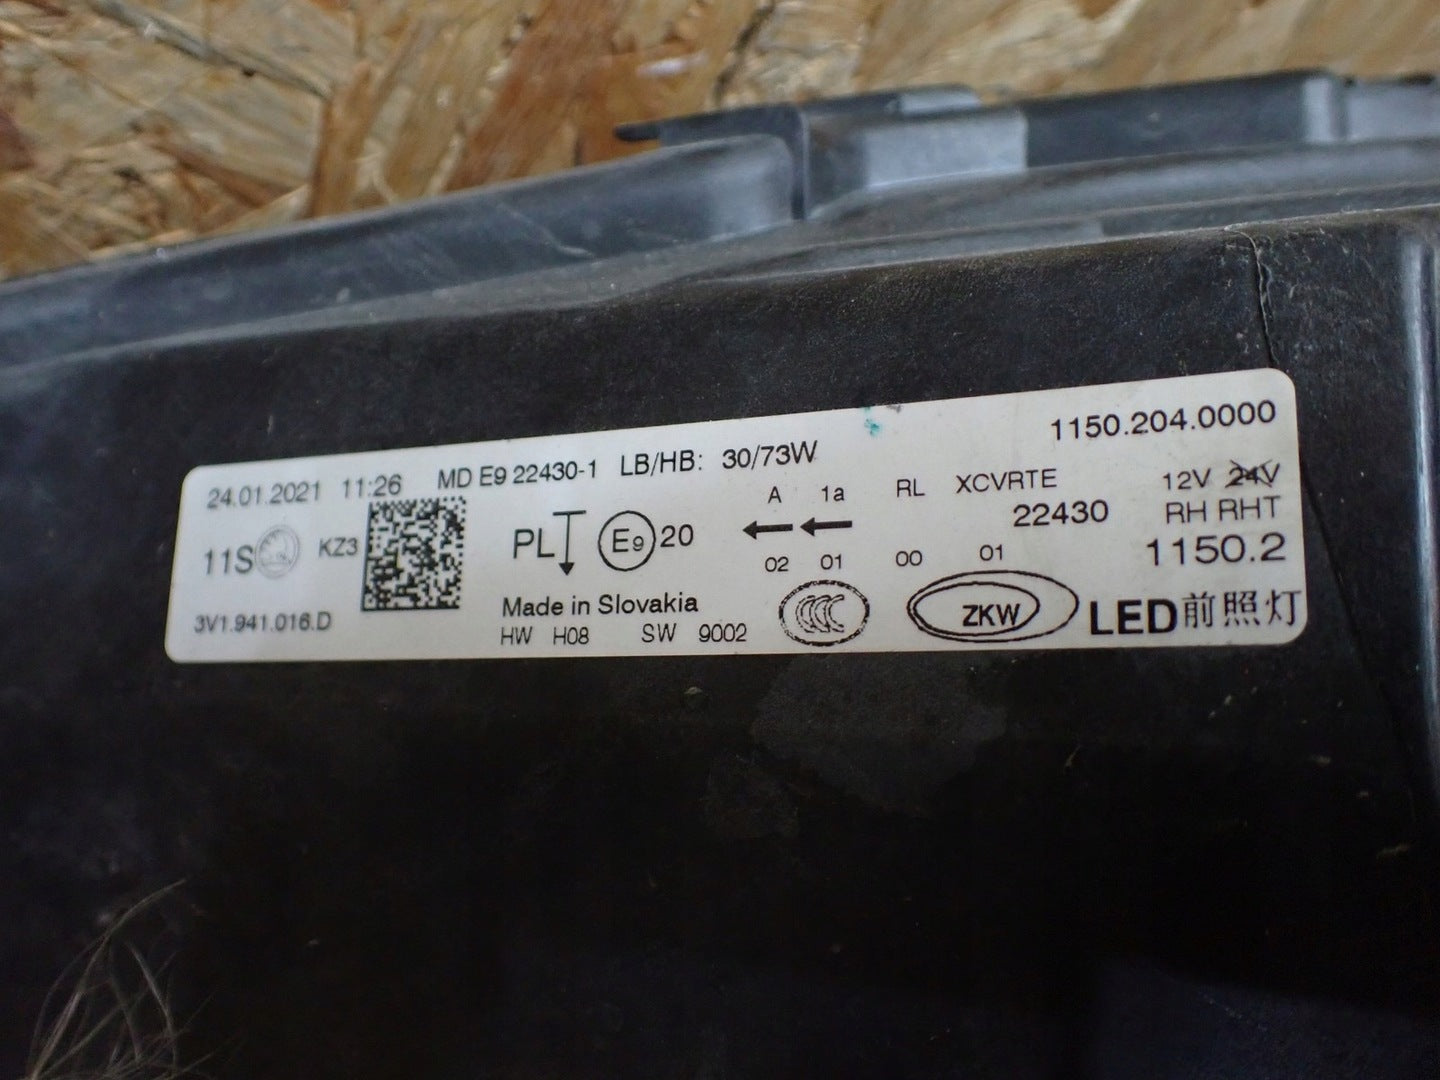 1150.204.0000
24.01.2021 11:26 MD E9 22430-1 LB/HB: 30/73W
A 1a RL XCVRTE 12V 24V
11S KZ3 PL E9 20 22430 RH RHT
02 01 00 01 1150.2
3V1.941.016.D Made in Slovakia CCC ZKW LED前照灯
HW H08 SW 9002